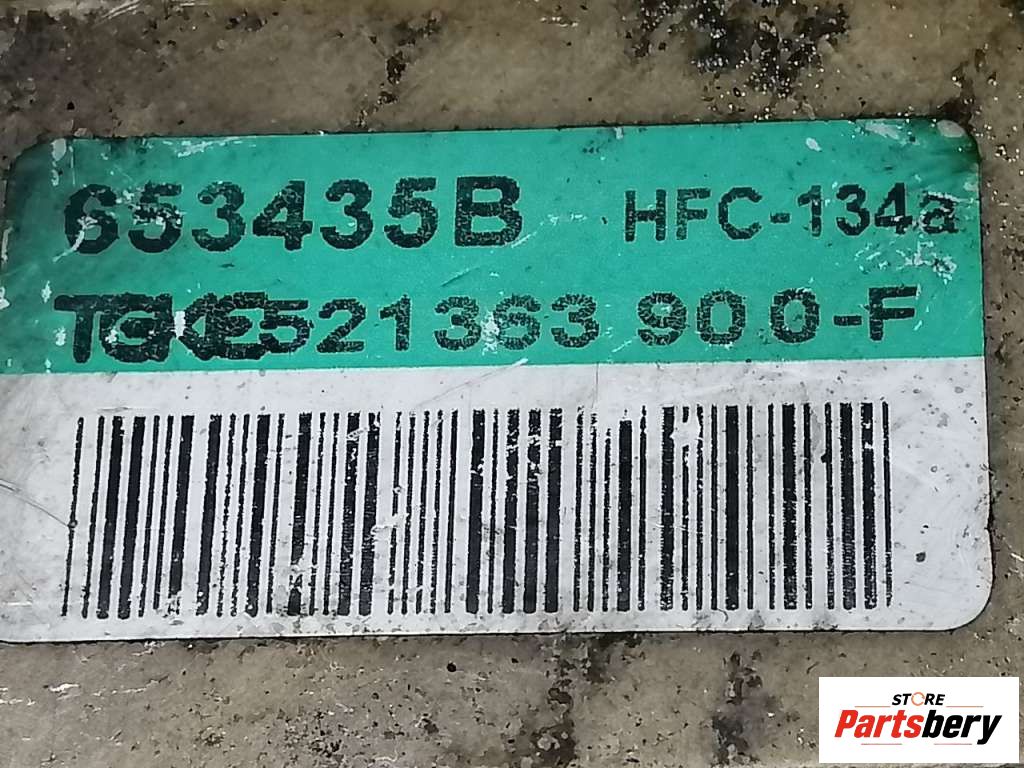 653435B HFC-134a
521363 900-F
STORE
Partsbery